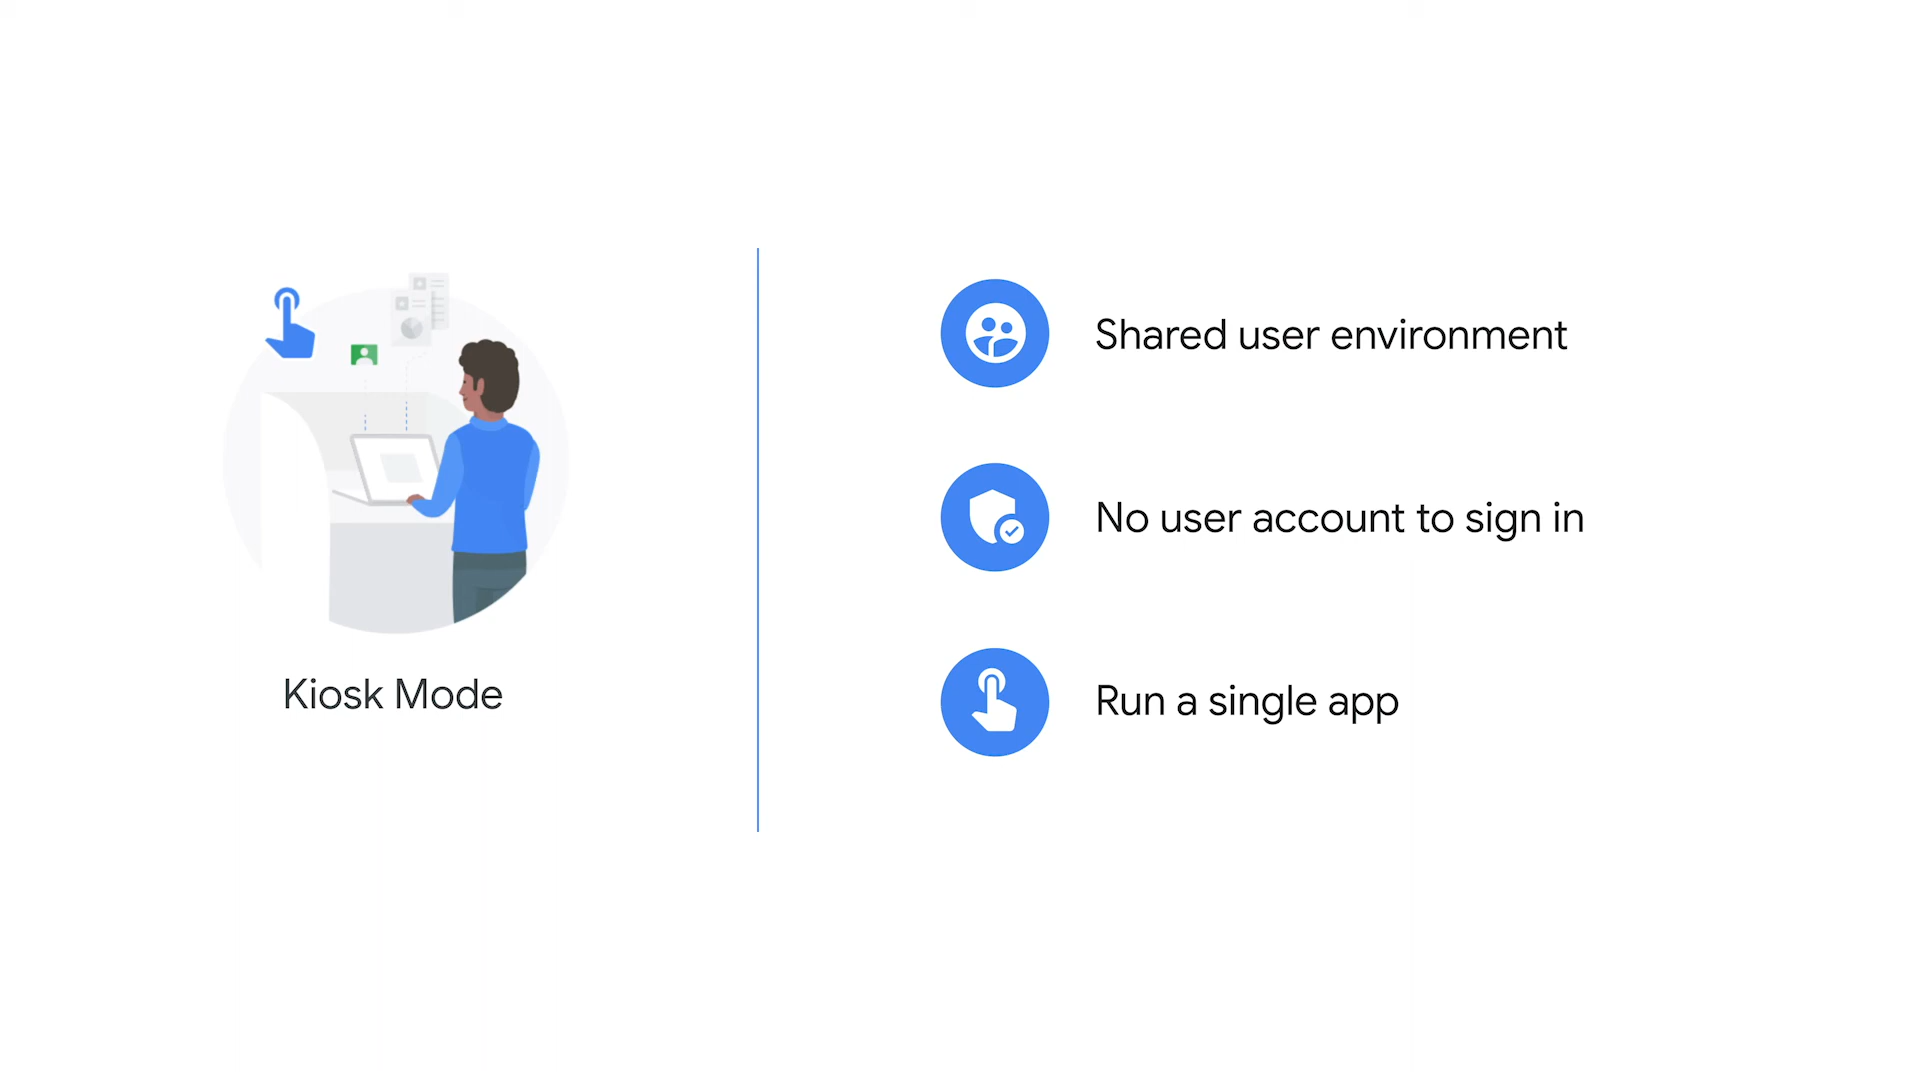 Shared user environment
No user account to sign in
Run a single app
Kiosk Mode